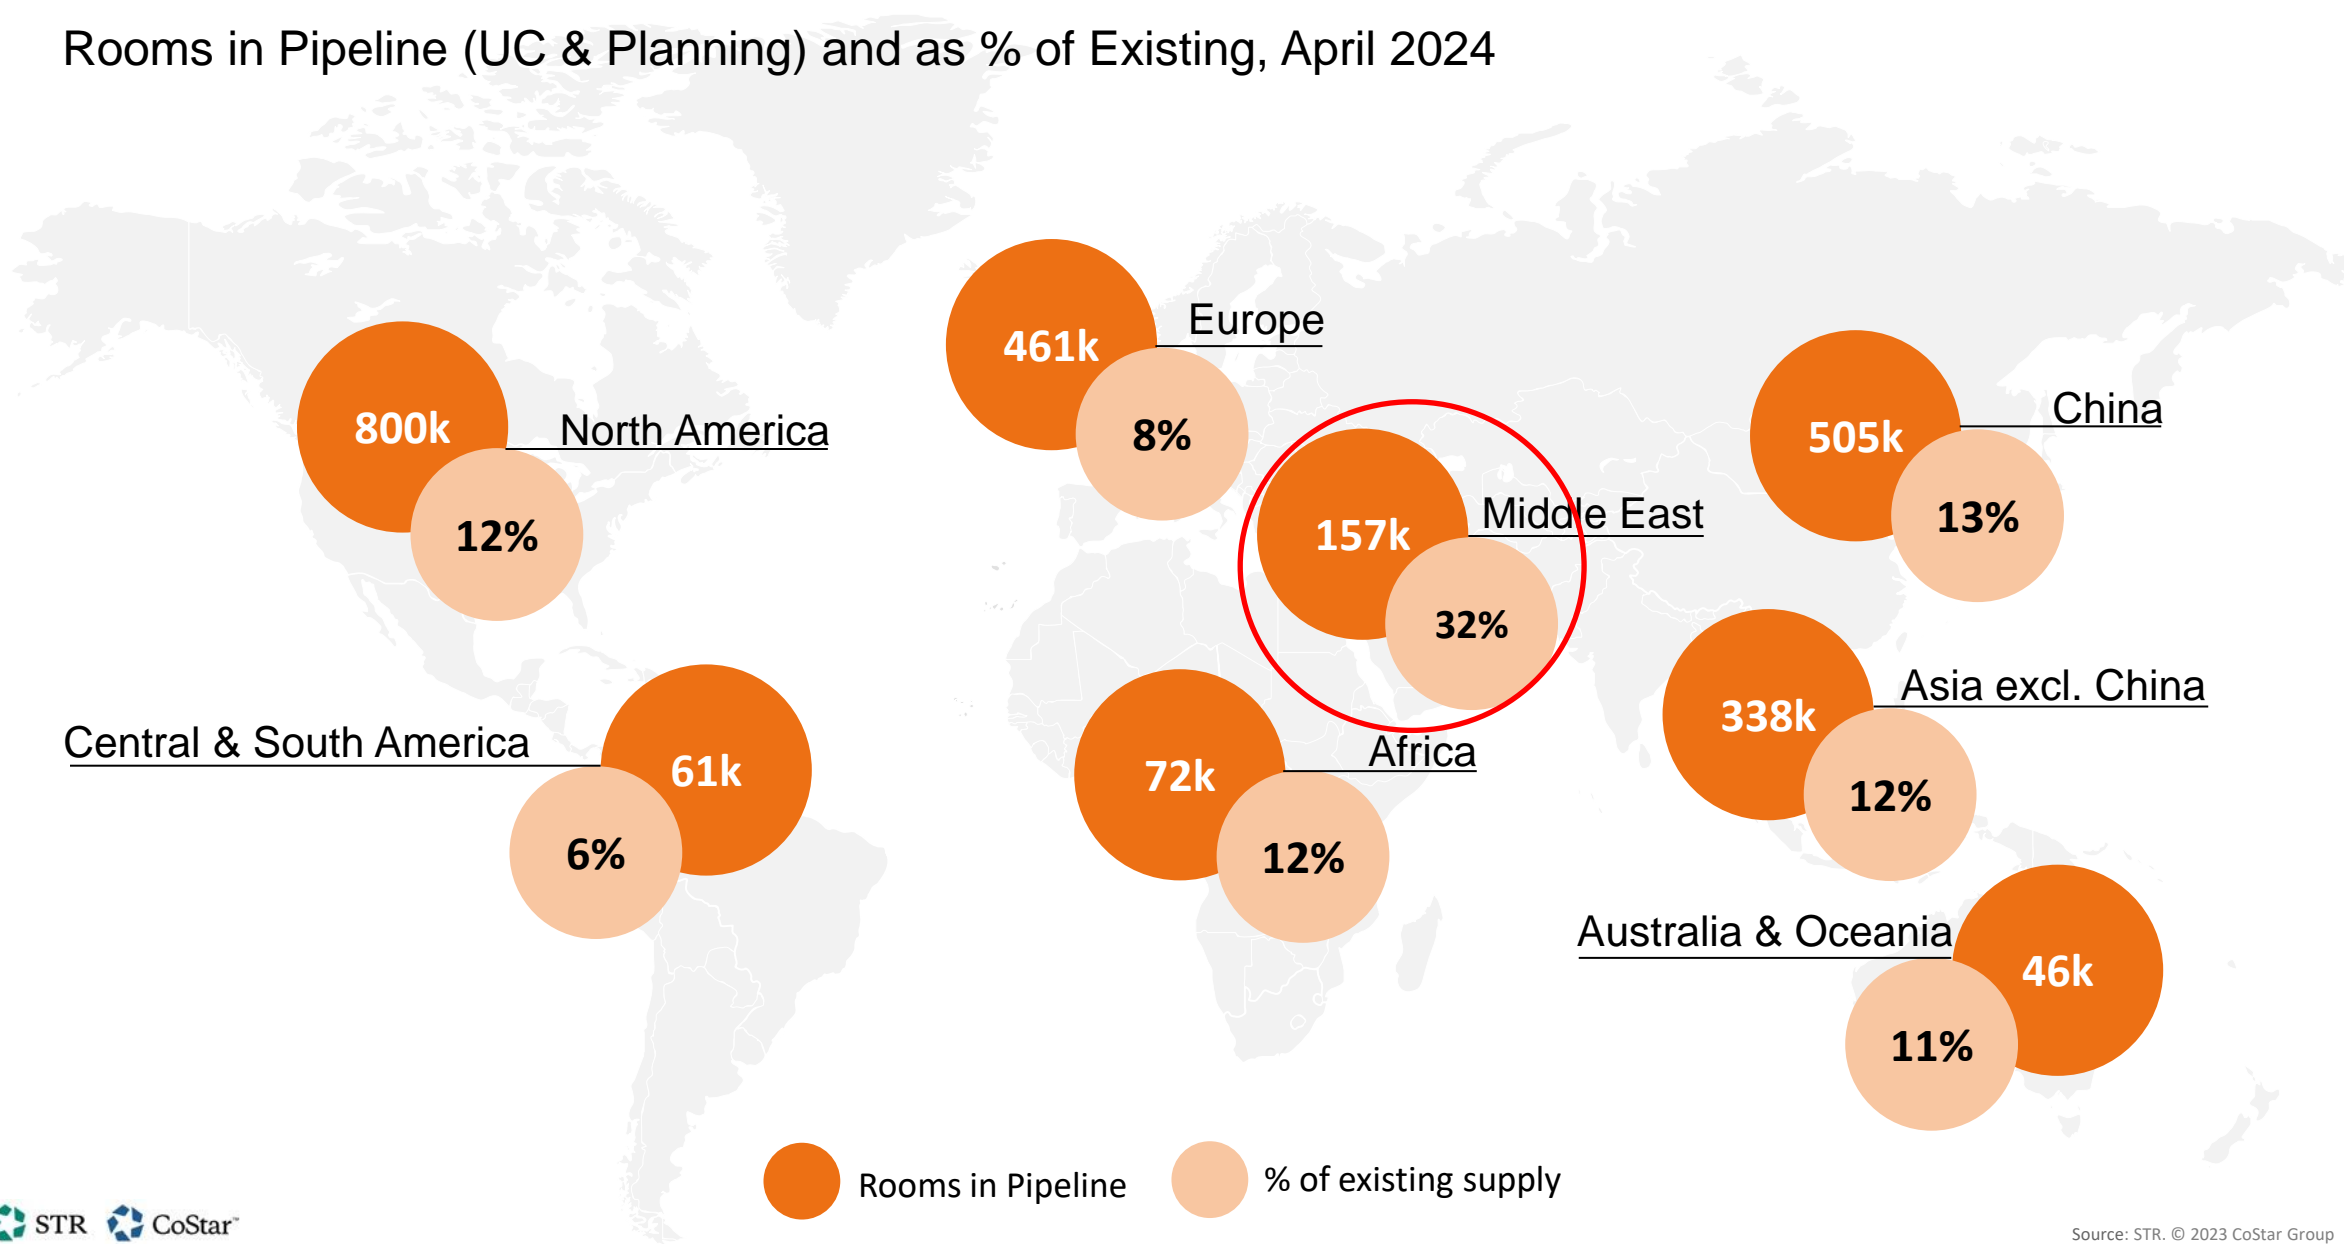 Rooms in Pipeline (UC & Planning) and as % of Existing, April 2024
461k
Europe
8%
800k
North America
12%
505k
China
13%
157k
Middle East
32%
338k
Asia excl. China
12%
Central & South America
61k
6%
72k
Africa
12%
Australia & Oceania
46k
11%
Rooms in Pipeline
% of existing supply
STR CoStar™
Source: STR. © 2023 CoStar Group